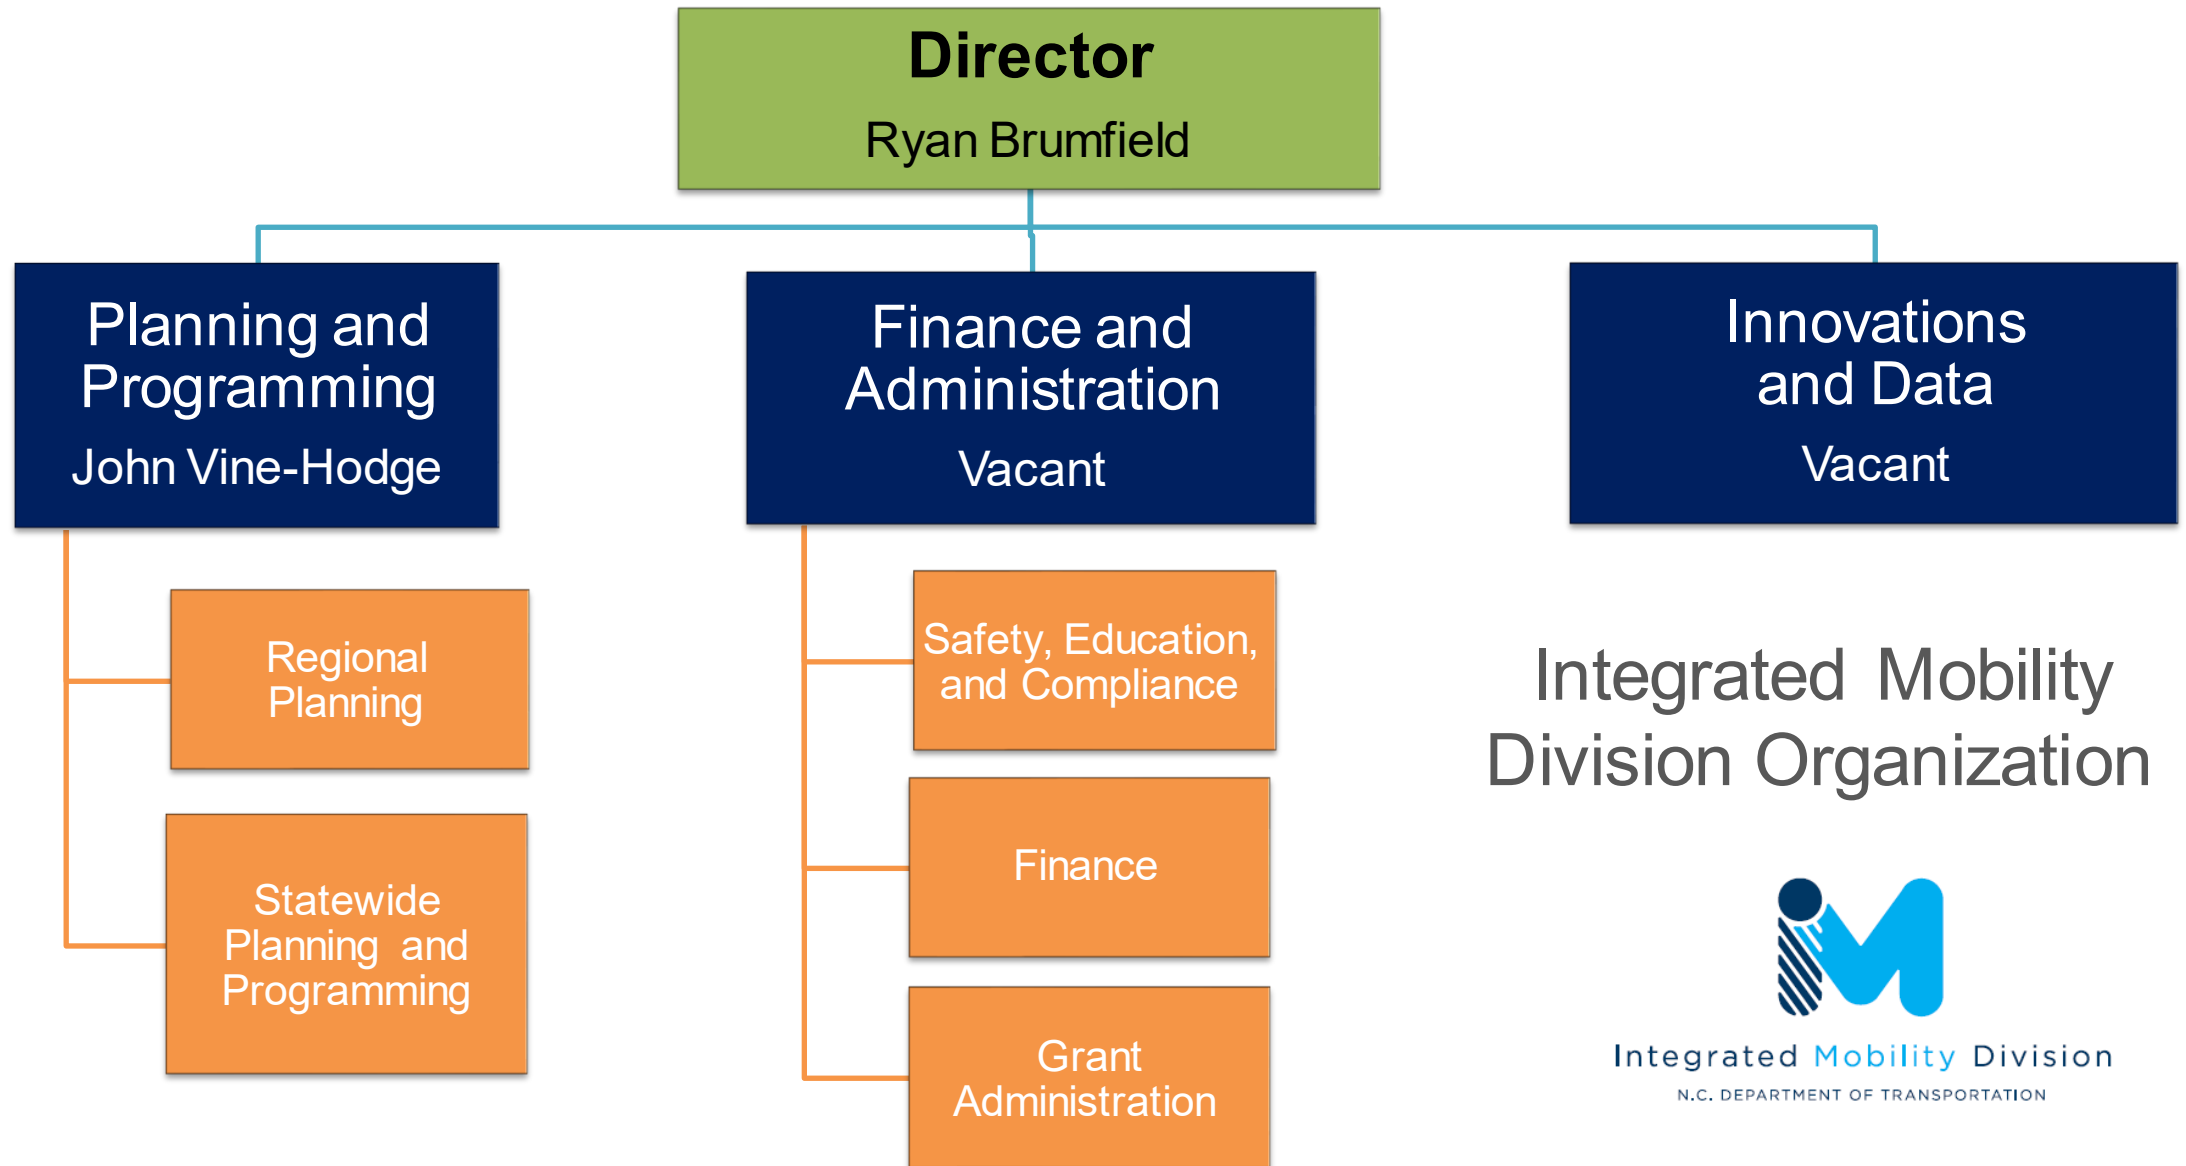 Director
Ryan Brumfield
Planning and
Programming
John Vine-Hodge
Finance and
Administration
Vacant
Innovations
and Data
Vacant
Regional
Planning
Statewide
Planning and
Programming
Safety, Education,
and Compliance
Finance
Grant
Administration
Integrated Mobility
Division Organization
iM
Integrated Mobility Division
N.C. DEPARTMENT OF TRANSPORTATION